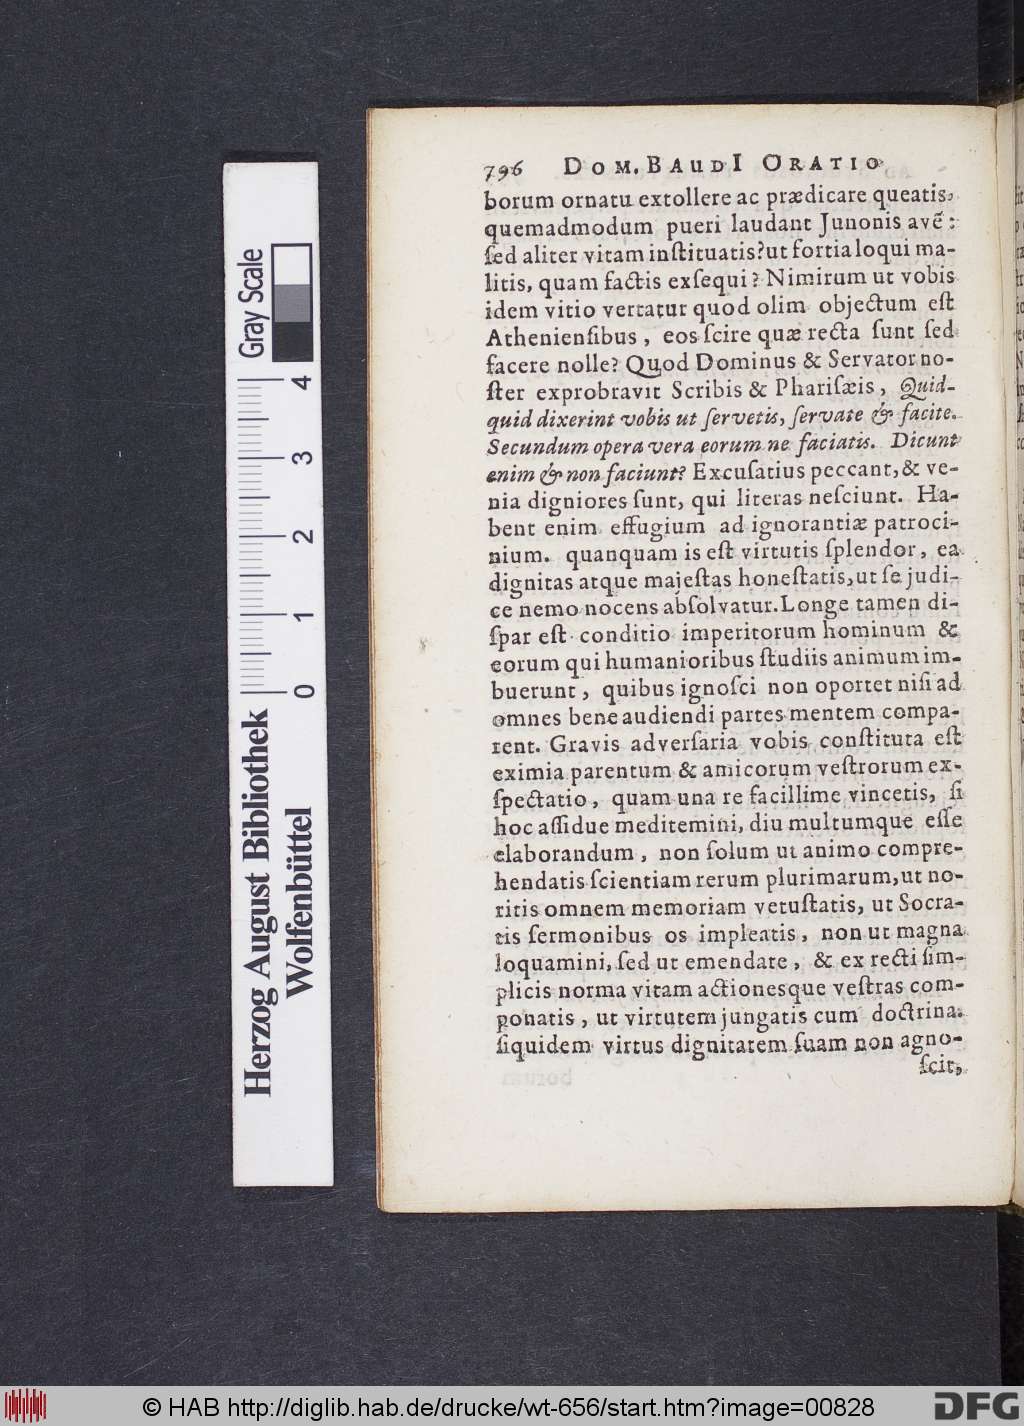 796 DOM. BAUDI ORATIO
borum ornatu extollere ac prædicare queatis,
quemadmodum pueri laudant Junonis avẽ:
ſed aliter vitam inſtituatis? ut fortia loqui ma-
litis, quam factis exſequi? Nimirum ut vobis
idem vitio vertatur quod olim objectum eſt
Athenienſibus, eos ſcire quæ recta ſunt ſed
facere nolle? Quod Dominus & Servator no-
ſter exprobravit Scribis & Phariſæis, Quid-
quid dixerint vobis ut ſervetis, ſervate & facite.
Secundum opera vera eorum ne faciatis. Dicunt
enim & non faciunt? Excuſatius peccant, & ve-
nia digniores ſunt, qui literas neſciunt. Ha-
bent enim effugium ad ignorantiæ patroci-
nium. quanquam is eſt virtutis ſplendor, ea
dignitas atque majeſtas honeſtatis, ut ſe judi-
ce nemo nocens abſolvatur. Longe tamen di-
ſpar eſt conditio imperitorum hominum &
eorum qui humanioribus ſtudiis animum im-
buerunt, quibus ignoſci non oportet niſi ad
omnes bene audiendi partes mentem compa-
rent. Gravis adverſaria vobis conſtituta eſt
eximia parentum & amicorum veſtrorum ex-
ſpectatio, quam una re facillime vincetis, ſi
hoc aſſidue meditemini, diu multumque eſſe
elaborandum, non ſolum ut animo compre-
hendatis ſcientiam rerum plurimarum, ut no-
ritis omnem memoriam vetuſtatis, ut Socra-
tis ſermonibus os impleatis, non ut magna
loquamini, ſed ut emendate, & ex recti ſim-
plicis norma vitam actionesque veſtras com-
ponatis, ut virtutem jungatis cum doctrina.
ſiquidem virtus dignitatem ſuam non agno-
ſcit,
Gray Scale
4
3
2
1
0
Herzog August Bibliothek
Wolfenbüttel
© HAB http://diglib.hab.de/drucke/wt-656/start.htm?image=00828
DFG